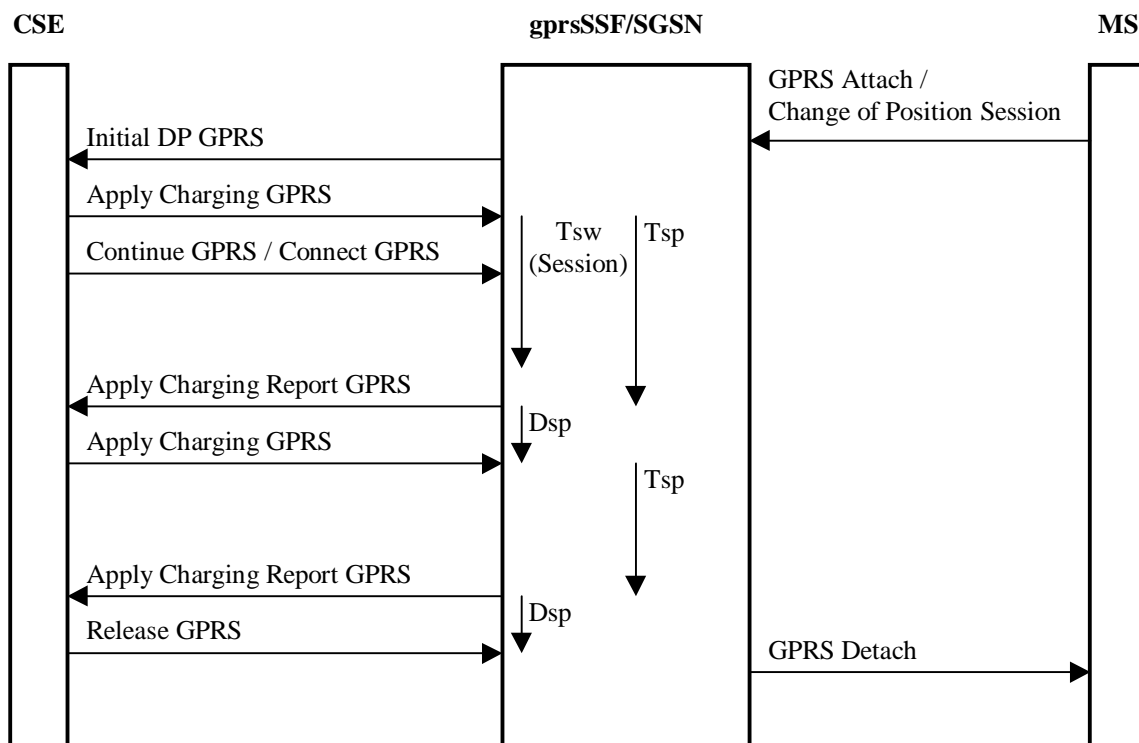 CSE
gprsSSF/SGSN
MS
GPRS Attach /
Change of Position Session
Initial DP GPRS
Apply Charging GPRS
Tsw
(Session)
Tsp
Continue GPRS / Connect GPRS
Apply Charging Report GPRS
Dsp
Apply Charging GPRS
Tsp
Apply Charging Report GPRS
Dsp
Release GPRS
GPRS Detach